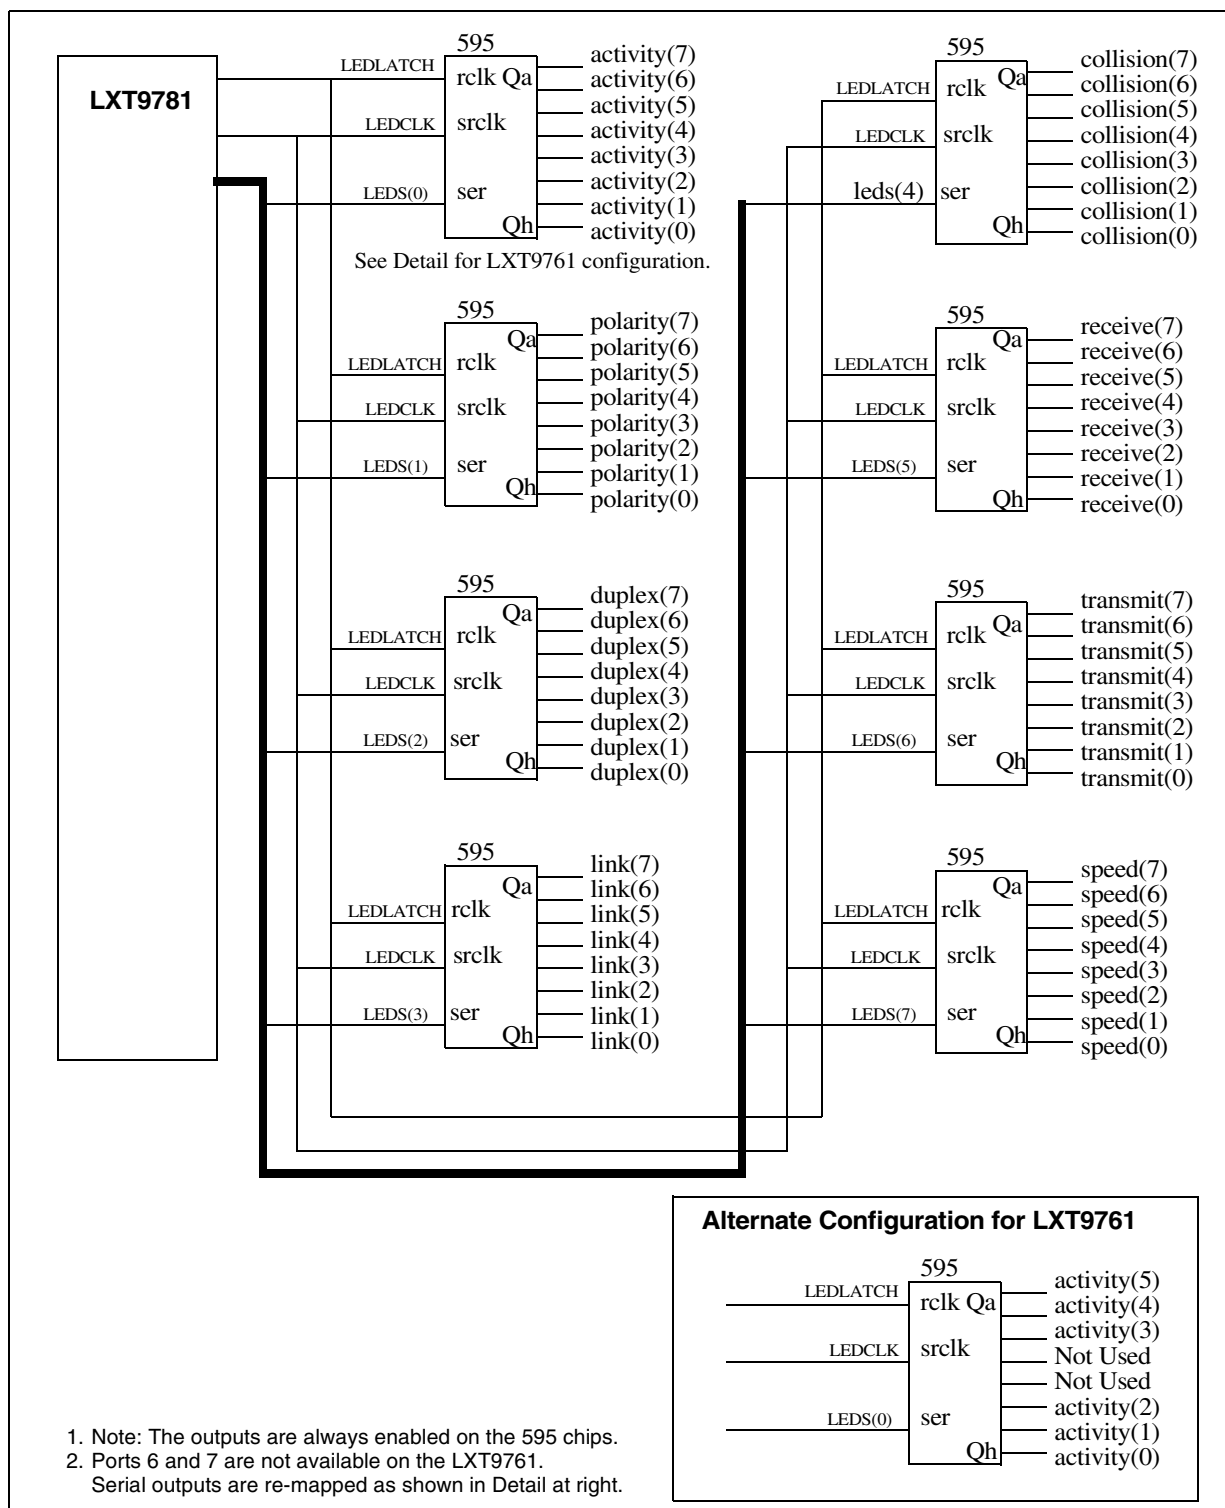 LXT9781
595
LEDLATCH
rclk Qa
LEDCLK
srclk
LEDS(0)
ser
Qh
activity(7)
activity(6)
activity(5)
activity(4)
activity(3)
activity(2)
activity(1)
activity(0)
See Detail for LXT9761 configuration.
595
Qa
LEDLATCH
rclk
LEDCLK
srclk
LEDS(1)
ser
Qh
polarity(7)
polarity(6)
polarity(5)
polarity(4)
polarity(3)
polarity(2)
polarity(1)
polarity(0)
595
Qa
LEDLATCH
rclk
LEDCLK
srclk
LEDS(2)
ser
Qh
duplex(7)
duplex(6)
duplex(5)
duplex(4)
duplex(3)
duplex(2)
duplex(1)
duplex(0)
595
Qa
LEDLATCH
rclk
LEDCLK
srclk
LEDS(3)
ser
Qh
link(7)
link(6)
link(5)
link(4)
link(3)
link(2)
link(1)
link(0)
595
LEDLATCH
rclk Qa
LEDCLK
srclk
leds(4)
ser
Qh
collision(7)
collision(6)
collision(5)
collision(4)
collision(3)
collision(2)
collision(1)
collision(0)
595
Qa
LEDLATCH
rclk
LEDCLK
srclk
LEDS(5)
ser
Qh
receive(7)
receive(6)
receive(5)
receive(4)
receive(3)
receive(2)
receive(1)
receive(0)
595
Qa
LEDLATCH
rclk
LEDCLK
srclk
LEDS(6)
ser
Qh
transmit(7)
transmit(6)
transmit(5)
transmit(4)
transmit(3)
transmit(2)
transmit(1)
transmit(0)
595
Qa
LEDLATCH
rclk
LEDCLK
srclk
LEDS(7)
ser
Qh
speed(7)
speed(6)
speed(5)
speed(4)
speed(3)
speed(2)
speed(1)
speed(0)
Alternate Configuration for LXT9761
595
LEDLATCH
rclk Qa
LEDCLK
srclk
LEDS(0)
ser
Qh
activity(5)
activity(4)
activity(3)
Not Used
Not Used
activity(2)
activity(1)
activity(0)
1. Note: The outputs are always enabled on the 595 chips.
2. Ports 6 and 7 are not available on the LXT9761.
Serial outputs are re-mapped as shown in Detail at right.